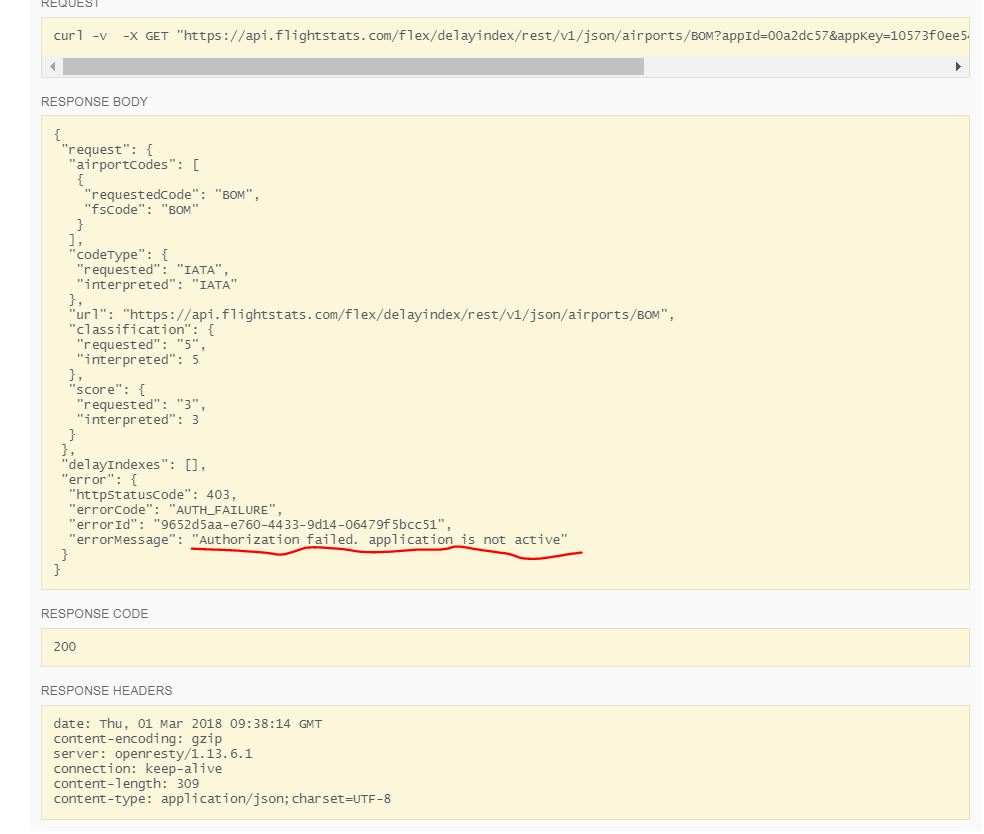 REQUEST
curl -v  -X GET "https://api.flightstats.com/flex/delayindex/rest/v1/json/airports/BOM?appId=00a2dc57&appKey=10573f0ee54
RESPONSE BODY
{
"request": {
"airportCodes": [
{
"requestedCode": "BOM",
"fsCode": "BOM"
}
],
"codeType": {
"requested": "IATA",
"interpreted": "IATA"
},
"url": "https://api.flightstats.com/flex/delayindex/rest/v1/json/airports/BOM",
"classification": {
"requested": "5",
"interpreted": 5
},
"score": {
"requested": "3",
"interpreted": 3
}
},
"delayIndexes": [],
"error": {
"httpStatusCode": 403,
"errorCode": "AUTH_FAILURE",
"errorId": "9652d5aa-e760-4433-9d14-06479f5bcc51",
"errorMessage": "Authorization failed. application is not active"
}
}
RESPONSE CODE
200
RESPONSE HEADERS
date: Thu, 01 Mar 2018 09:38:14 GMT
content-encoding: gzip
server: openresty/1.13.6.1
connection: keep-alive
content-length: 309
content-type: application/json;charset=UTF-8